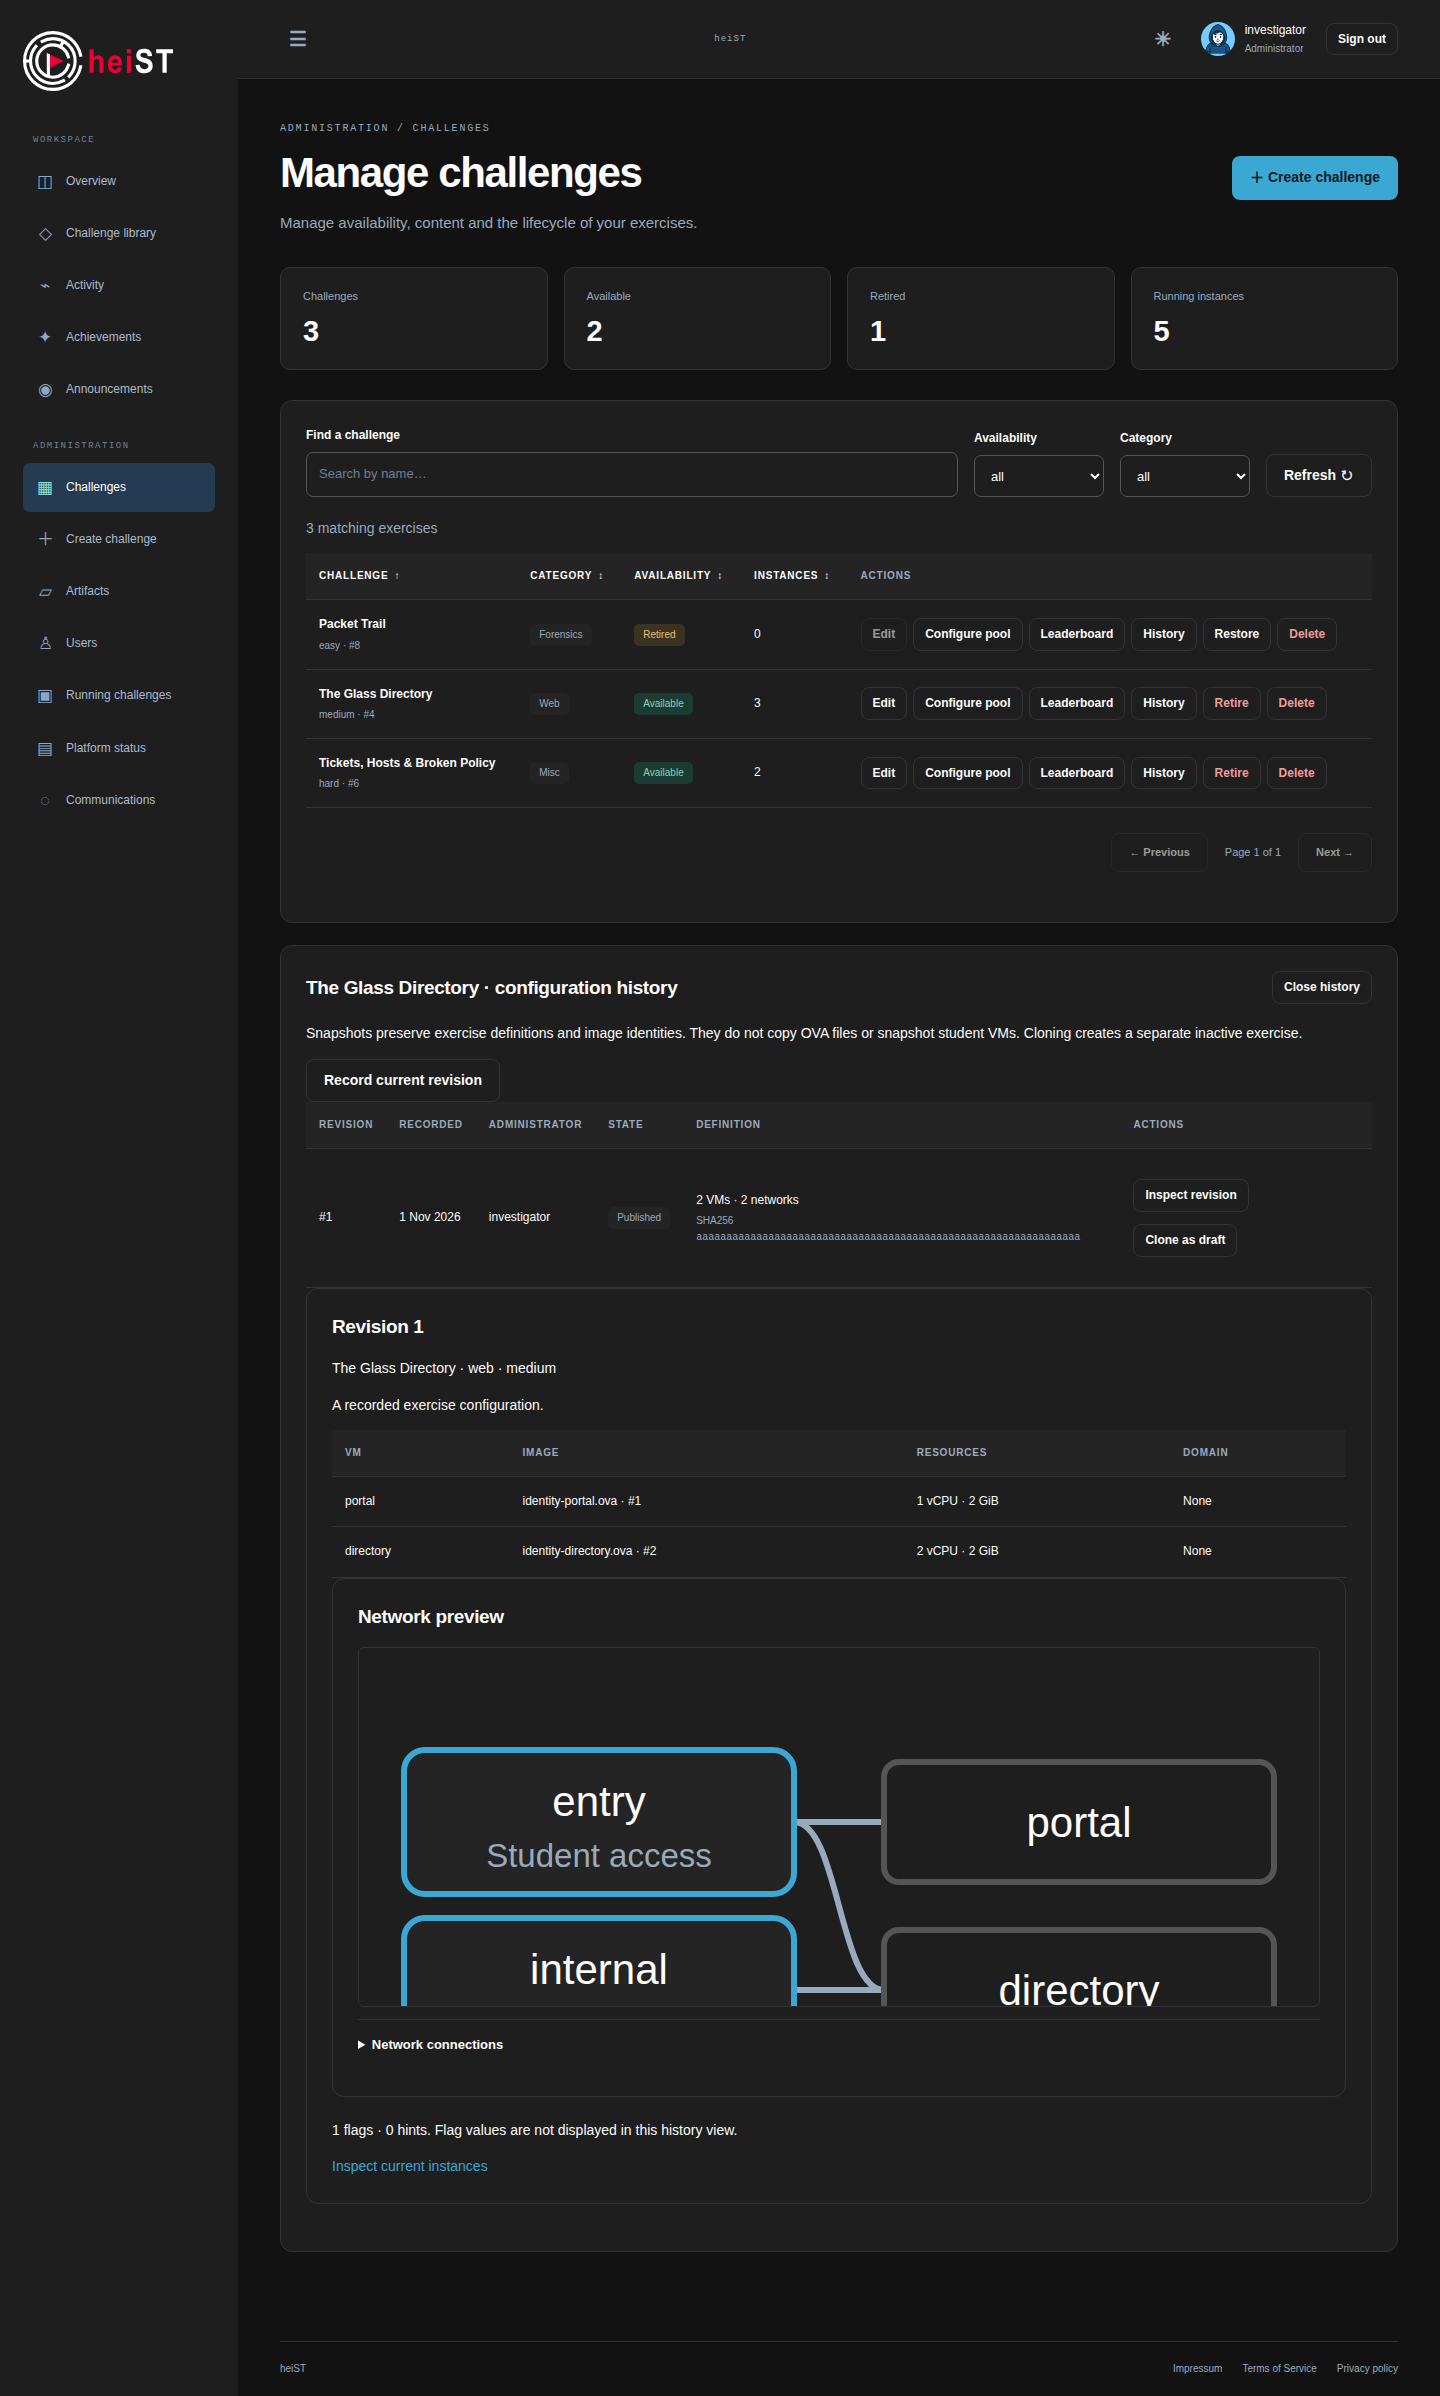 heiST
☰
heiST
investigator
Administrator
Sign out
WORKSPACE
Overview
Challenge library
Activity
Achievements
Announcements
ADMINISTRATION
Challenges
Create challenge
Artifacts
Users
Running challenges
Platform status
Communications
ADMINISTRATION / CHALLENGES
Manage challenges
Manage availability, content and the lifecycle of your exercises.
+ Create challenge
Challenges
3
Available
2
Retired
1
Running instances
5
Find a challenge
Search by name…
Availability
all
Category
all
Refresh ↻
3 matching exercises
CHALLENGE ↑ CATEGORY ↕ AVAILABILITY ↕ INSTANCES ↕ ACTIONS
Packet Trail
easy · #8
Forensics Retired 0 Edit Configure pool Leaderboard History Restore Delete
The Glass Directory
medium · #4
Web Available 3 Edit Configure pool Leaderboard History Retire Delete
Tickets, Hosts & Broken Policy
hard · #6
Misc Available 2 Edit Configure pool Leaderboard History Retire Delete
← Previous Page 1 of 1 Next →
The Glass Directory · configuration history
Close history
Snapshots preserve exercise definitions and image identities. They do not copy OVA files or snapshot student VMs. Cloning creates a separate inactive exercise.
Record current revision
REVISION RECORDED ADMINISTRATOR STATE DEFINITION ACTIONS
#1 1 Nov 2026 investigator Published
2 VMs · 2 networks
SHA256
aaaaaaaaaaaaaaaaaaaaaaaaaaaaaaaaaaaaaaaaaaaaaaaaaaaaaaaaaaaaaaaa
Inspect revision
Clone as draft
Revision 1
The Glass Directory · web · medium
A recorded exercise configuration.
VM IMAGE RESOURCES DOMAIN
portal identity-portal.ova · #1 1 vCPU · 2 GiB None
directory identity-directory.ova · #2 2 vCPU · 2 GiB None
Network preview
entry
Student access
portal
internal
directory
▶ Network connections
1 flags · 0 hints. Flag values are not displayed in this history view.
Inspect current instances
heiST
Impressum Terms of Service Privacy policy